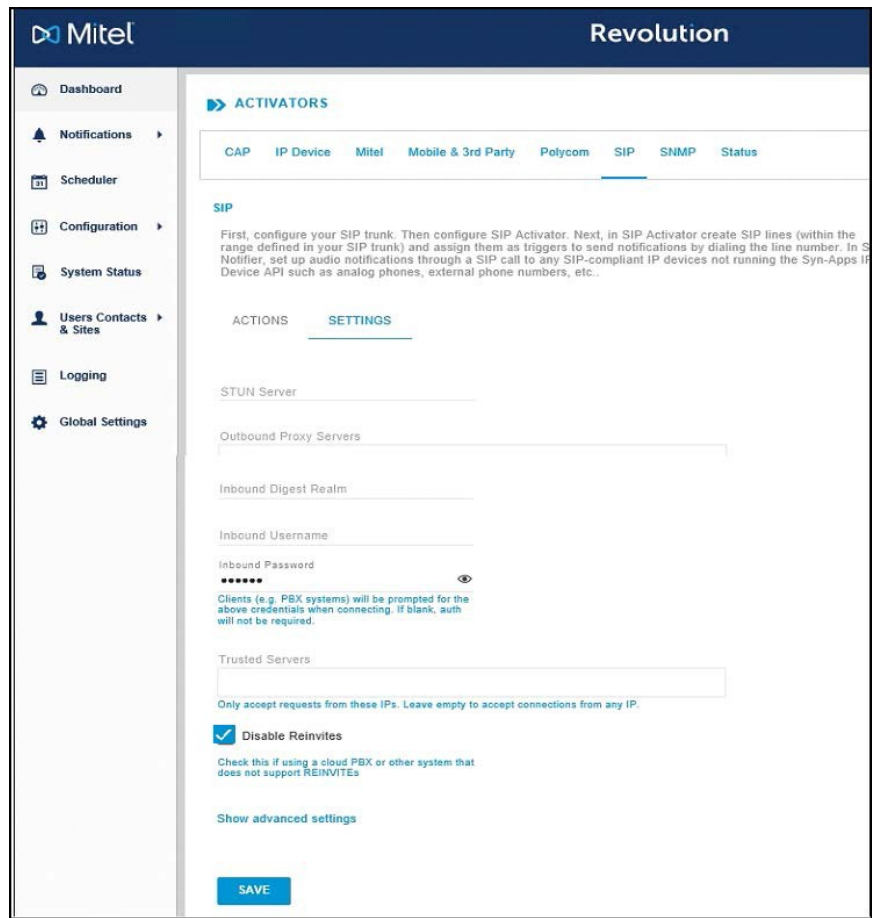 Mitel
Revolution
Dashboard
Notifications
Scheduler
31
Configuration
System Status
Users Contacts
& Sites
Logging
Global Settings
ACTIVATORS
CAP IP Device Mitel Mobile & 3rd Party Polycom SIP SNMP Status
SIP
First, configure your SIP trunk. Then configure SIP Activator. Next, in SIP Activator create SIP lines (within the
range defined in your SIP trunk) and assign them as triggers to send notifications by dialing the line number. In S
Notifier, set up audio notifications through a SIP call to any SIP-compliant IP devices not running the Syn-Apps IF
Device API such as analog phones, external phone numbers, etc..
ACTIONS SETTINGS
STUN Server
Outbound Proxy Servers
Inbound Digest Realm
Inbound Username
Inbound Password
••••••
Clients (e.g. PBX systems) will be prompted for the
above credentials when connecting. If blank, auth
will not be required.
Trusted Servers
Only accept requests from these IPs. Leave empty to accept connections from any IP.
Disable Reinvites
Check this if using a cloud PBX or other system that
does not support REINVITEs
Show advanced settings
SAVE